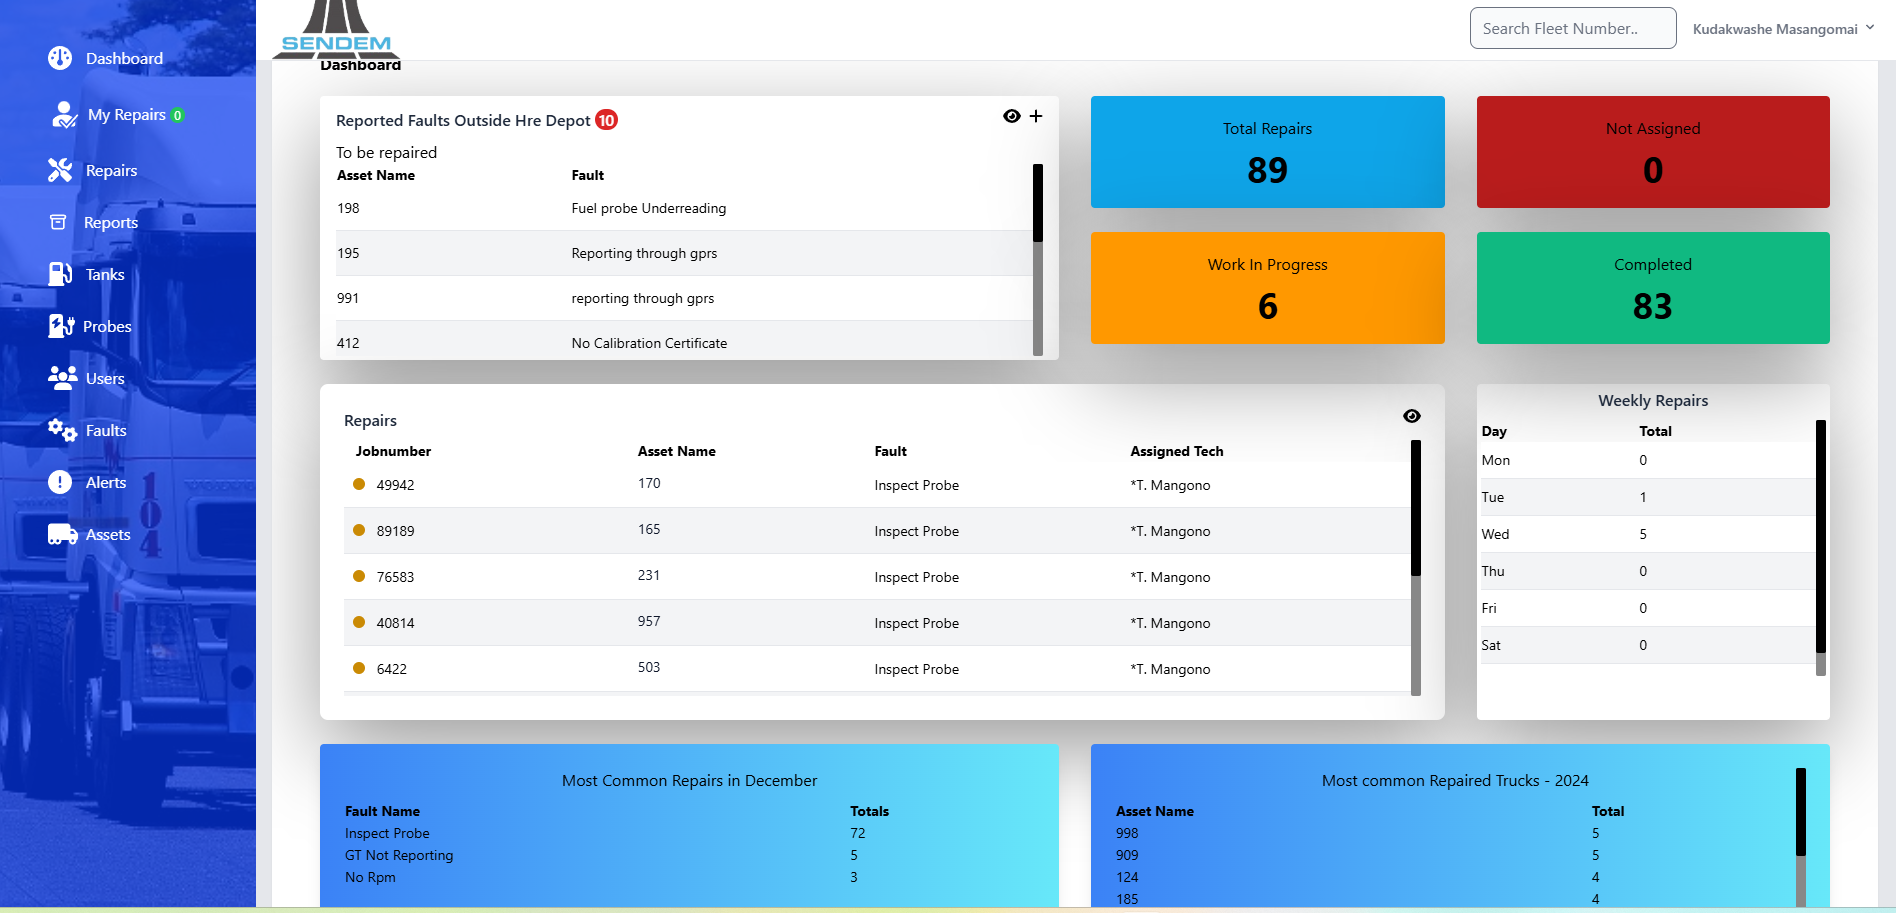 SENDEM
Search Fleet Number..
Kudakwashe Masangomai
Dashboard
My Repairs 0
Repairs
Reports
Tanks
Probes
Users
Faults
Alerts
Assets
104
Dashboard
Reported Faults Outside Hre Depot 10
To be repaired
Asset Name Fault
198 Fuel probe Underreading
195 Reporting through gprs
991 reporting through gprs
412 No Calibration Certificate
Total Repairs
89
Not Assigned
0
Work In Progress
6
Completed
83
Repairs
Jobnumber Asset Name Fault Assigned Tech
49942 170 Inspect Probe *T. Mangono
89189 165 Inspect Probe *T. Mangono
76583 231 Inspect Probe *T. Mangono
40814 957 Inspect Probe *T. Mangono
6422 503 Inspect Probe *T. Mangono
Weekly Repairs
Day Total
Mon 0
Tue 1
Wed 5
Thu 0
Fri 0
Sat 0
Most Common Repairs in December
Fault Name Totals
Inspect Probe 72
GT Not Reporting 5
No Rpm 3
Most common Repaired Trucks - 2024
Asset Name Total
998 5
909 5
124 4
185 4